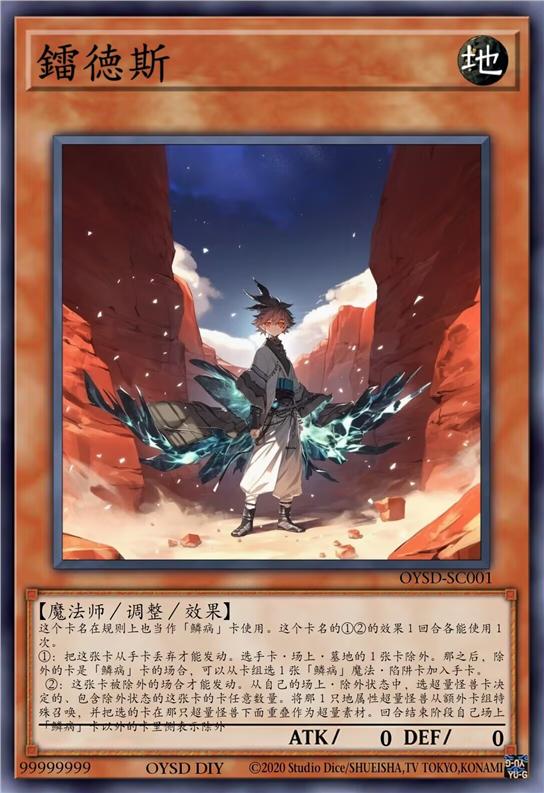 鐳徳斯
地
OYSD-SC001
【魔法师／调整／效果】
这个卡名在规则上也当作「鳞病」卡使用。这个卡名的①②的效果1回合各能使用1
次。
①：把这张卡从手卡丢弃才能发动。选手卡·场上·墓地的1张卡除外。那之后，除
外的卡是「鳞病」卡的场合，可以从卡组选1张「鳞病」魔法·陷阱卡加入手卡。
②：这张卡被除外的场合才能发动。从自己的场上·除外状态中，选超量怪兽卡决
定的、包含除外状态的这张卡的卡任意数量。将那1只地属性超量怪兽从额外卡组特
殊召唤，并把选的卡在那只超量怪兽下面重叠作为超量素材。回合结束阶段自己场上
「鳞病」卡以外的卡里侧表示除外
ATK/ 0 DEF/ 0
99999999 OYSD DIY ©2020 Studio Dice/SHUEISHA,TV TOKYO,KONAMI